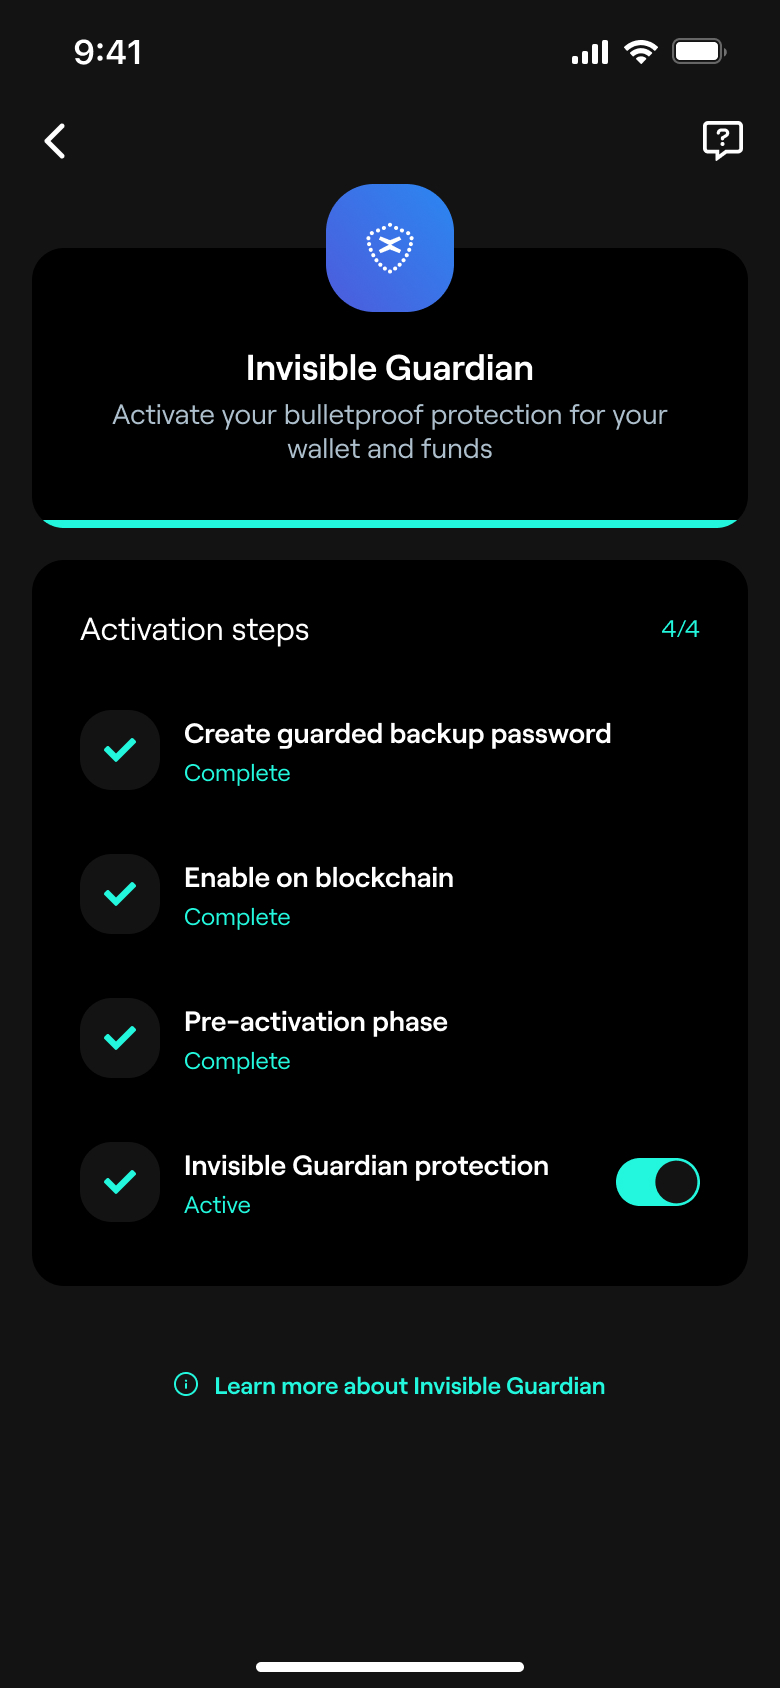 9:41
Invisible Guardian
Activate your bulletproof protection for your
wallet and funds
Activation steps
4/4
Create guarded backup password
Complete
Enable on blockchain
Complete
Pre-activation phase
Complete
Invisible Guardian protection
Active
Learn more about Invisible Guardian